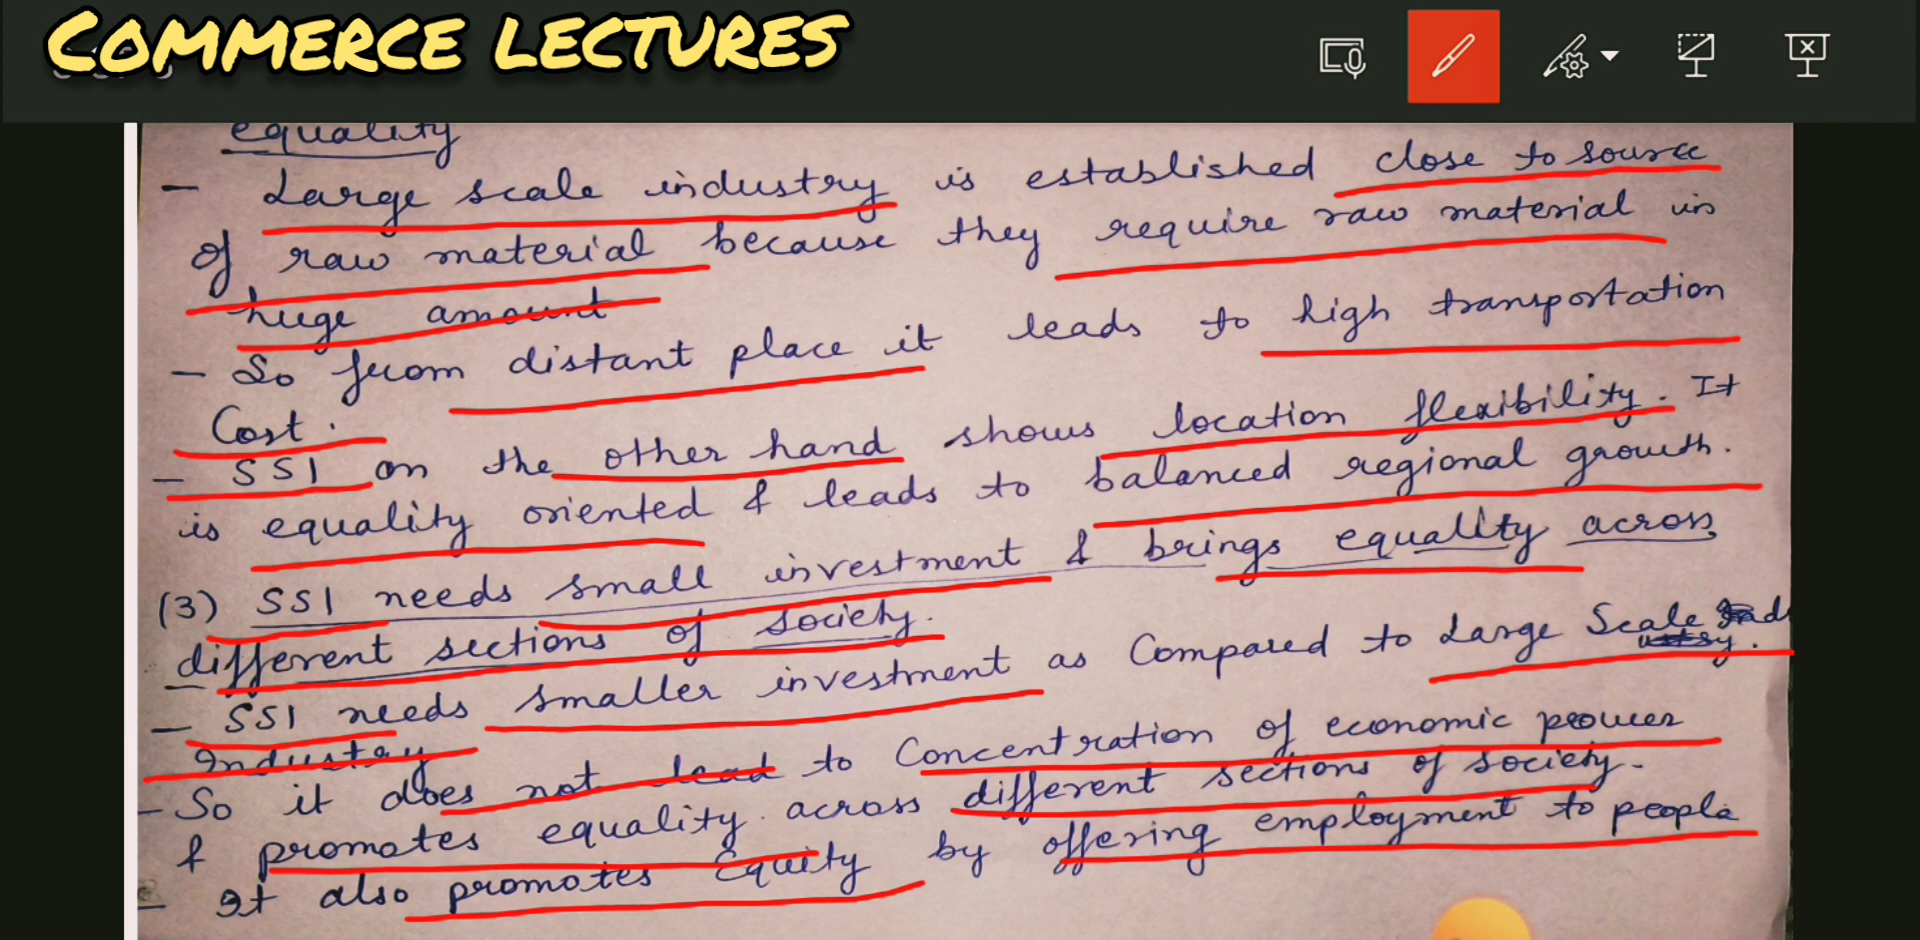 COMMERCE LECTURES
equality
- Large scale industry is established close to source
of raw material because they require raw material in
huge amount
- So from distant place it leads to high transportation
Cost.
- SSI on the other hand shows location flexibility. It
is equality oriented & leads to balanced regional growth.
(3) SSI needs small investment & brings equality across
different sections of society.
- SSI needs smaller investment as Compared to Large Scale
Industry
- So it does not lead to Concentration of economic power
& promotes equality across different sections of society.
- It also promotes Equity by offering employment to people